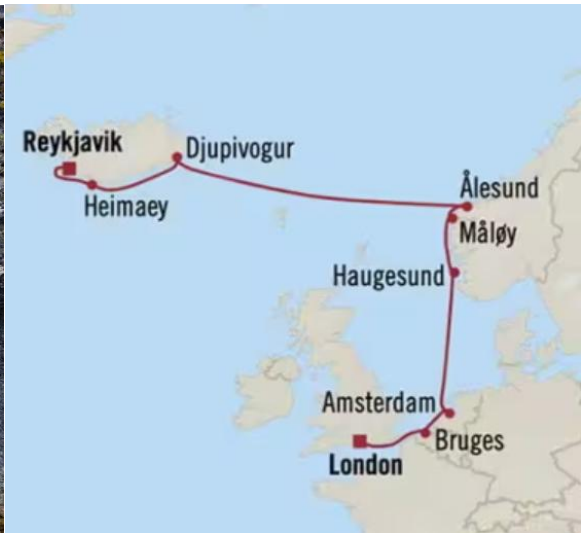 Reykjavik
Djupivogur
Heimaey
Ålesund
Måløy
Haugesund
Amsterdam
Bruges
London